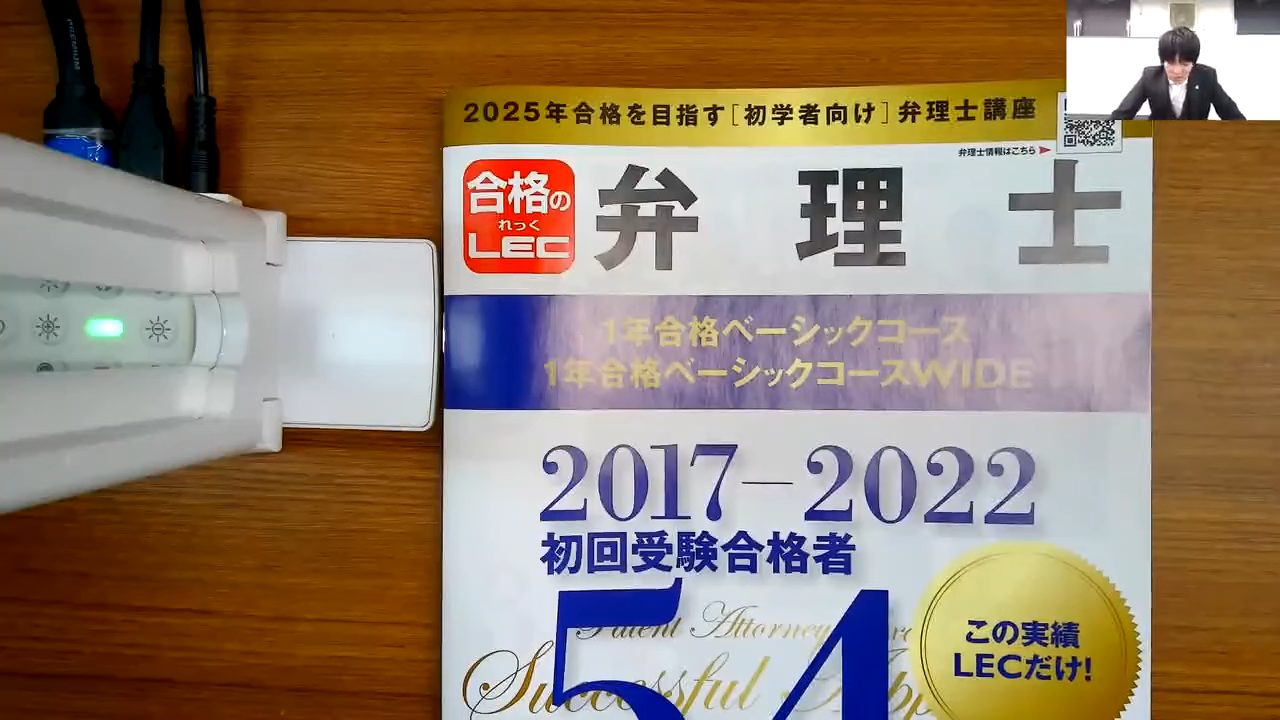 2025年合格を目指す[初学者向け]弁理士講座
弁理士情報はこちら
合格の
れっく
LEC
弁理士
1年合格ベーシックコース
1年合格ベーシックコースWIDE
2017-2022
初回受験合格者
54
Patent Attorney
Successful
この実績
LECだけ!
PREMIUM